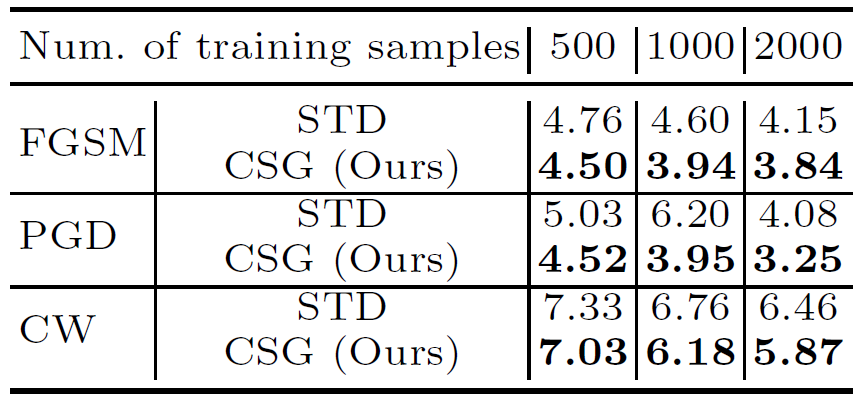 Num. of training samples 500 1000 2000
FGSM STD 4.76 4.60 4.15
CSG (Ours) 4.50 3.94 3.84
PGD STD 5.03 6.20 4.08
CSG (Ours) 4.52 3.95 3.25
CW STD 7.33 6.76 6.46
CSG (Ours) 7.03 6.18 5.87